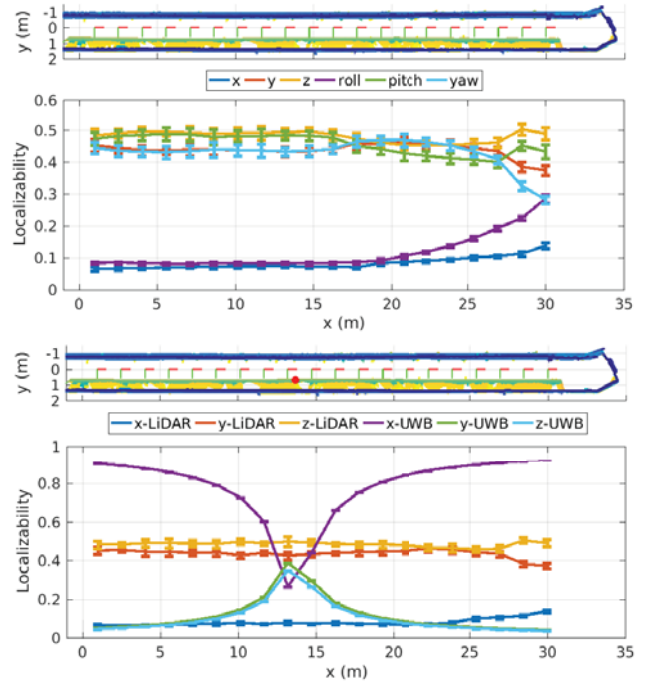 y (m)
-1
0
1
2
x y z roll pitch yaw
Localizability
0.6
0.5
0.4
0.3
0.2
0.1
0
0 5 10 15 20 25 30 35
x (m)
y (m)
-1
0
1
2
x-LiDAR y-LiDAR z-LiDAR x-UWB y-UWB z-UWB
Localizability
1
0.8
0.6
0.4
0.2
0
0 5 10 15 20 25 30 35
x (m)